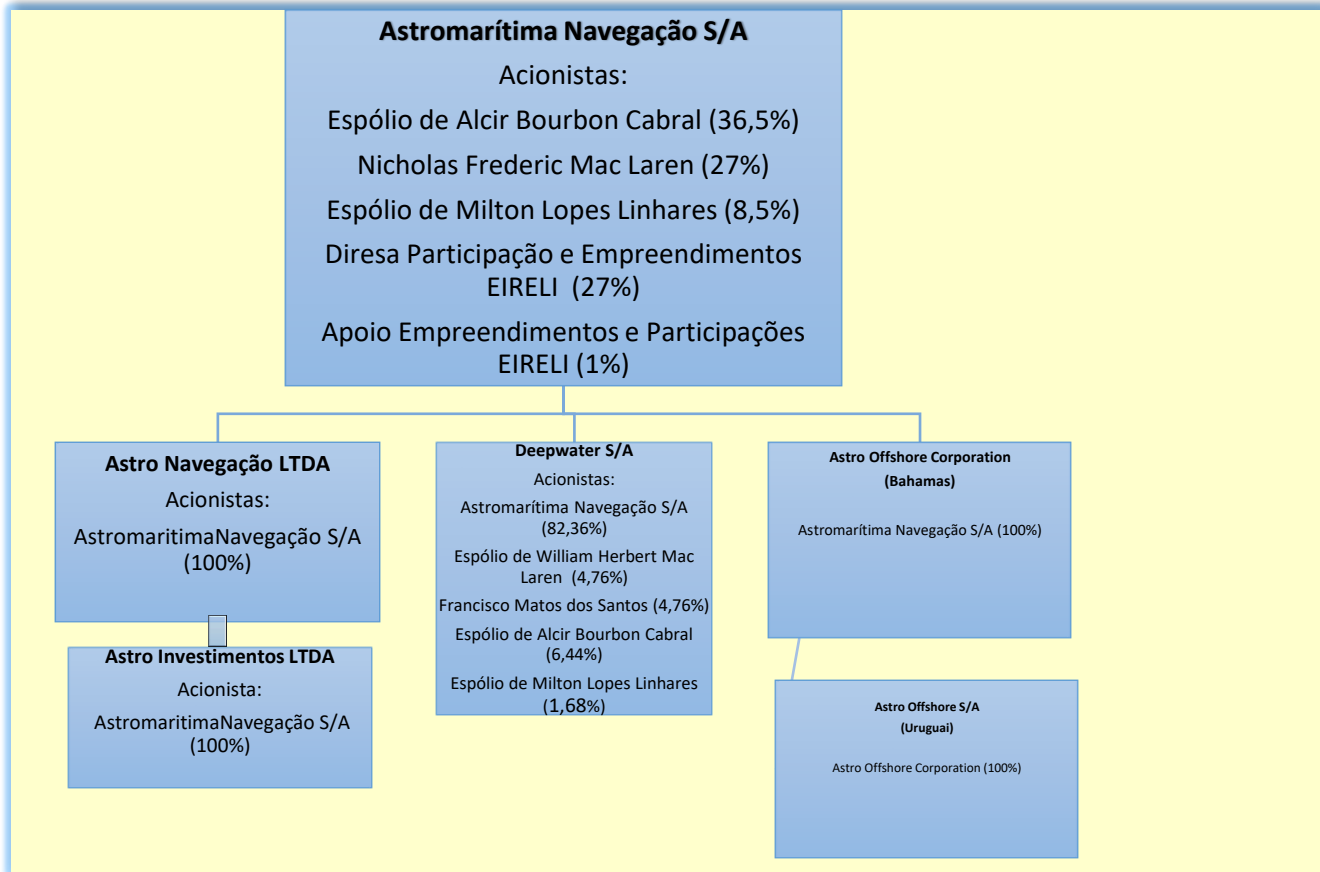 Astromarítima Navegação S/A
Acionistas:
Espólio de Alcir Bourbon Cabral (36,5%)
Nicholas Frederic Mac Laren (27%)
Espólio de Milton Lopes Linhares (8,5%)
Diresa Participação e Empreendimentos
EIRELI (27%)
Apoio Empreendimentos e Participações
EIRELI (1%)
Astro Navegação LTDA
Acionistas:
AstromaritimaNavegação S/A
(100%)
Astro Investimentos LTDA
Acionista:
AstromaritimaNavegação S/A
(100%)
Deepwater S/A
Acionistas:
Astromarítima Navegação S/A
(82,36%)
Espólio de William Herbert Mac
Laren (4,76%)
Francisco Matos dos Santos (4,76%)
Espólio de Alcir Bourbon Cabral
(6,44%)
Espólio de Milton Lopes Linhares
(1,68%)
Astro Offshore Corporation
(Bahamas)
Astromarítima Navegação S/A (100%)
Astro Offshore S/A
(Uruguai)
Astro Offshore Corporation (100%)